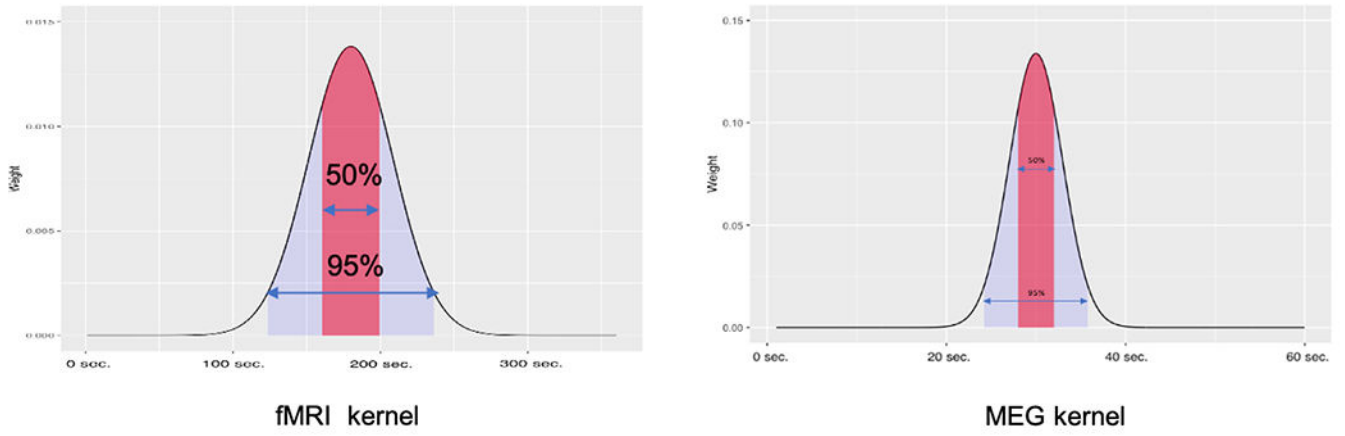 0.015
0.010
0.005
0.000
Weight
50%
95%
0 sec.
100 sec.
200 sec.
300 sec.
fMRI kernel
0.15
0.10
0.05
0.00
Weight
50%
95%
0 sec.
20 sec.
40 sec.
60 sec.
MEG kernel